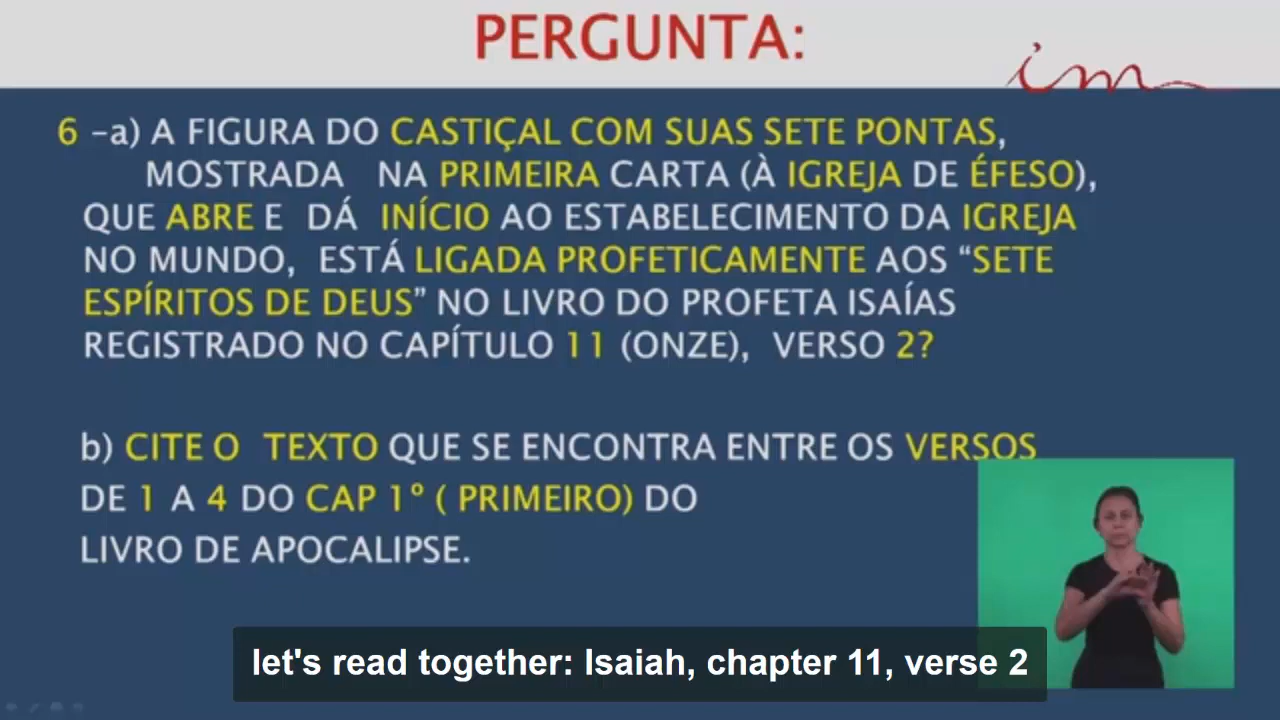 PERGUNTA:
im
6 –a) A FIGURA DO CASTIÇAL COM SUAS SETE PONTAS,
MOSTRADA NA PRIMEIRA CARTA (À IGREJA DE ÉFESO),
QUE ABRE E DÁ INÍCIO AO ESTABELECIMENTO DA IGREJA
NO MUNDO, ESTÁ LIGADA PROFETICAMENTE AOS “SETE
ESPÍRITOS DE DEUS” NO LIVRO DO PROFETA ISAÍAS
REGISTRADO NO CAPÍTULO 11 (ONZE), VERSO 2?
b) CITE O TEXTO QUE SE ENCONTRA ENTRE OS VERSOS
DE 1 A 4 DO CAP 1º ( PRIMEIRO) DO
LIVRO DE APOCALIPSE.
let's read together: Isaiah, chapter 11, verse 2